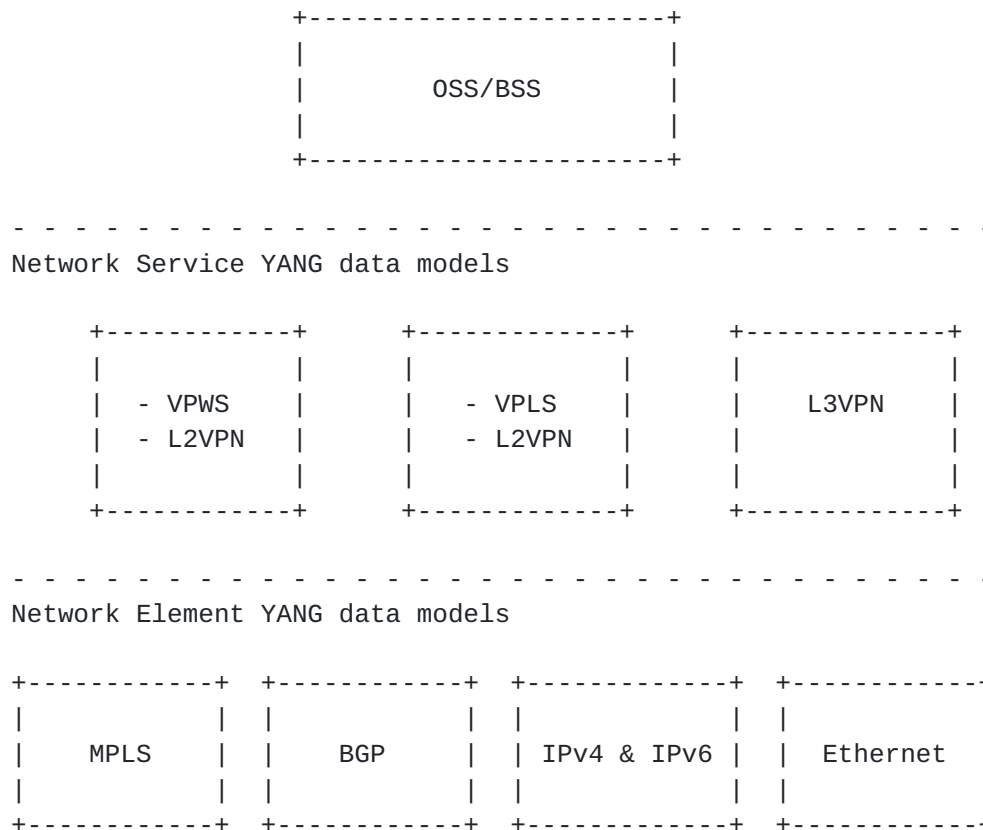 OSS/BSS
Network Service YANG data models
- VPWS - VPLS L3VPN
- L2VPN - L2VPN
Network Element YANG data models
MPLS BGP IPv4 & IPv6 Ethernet